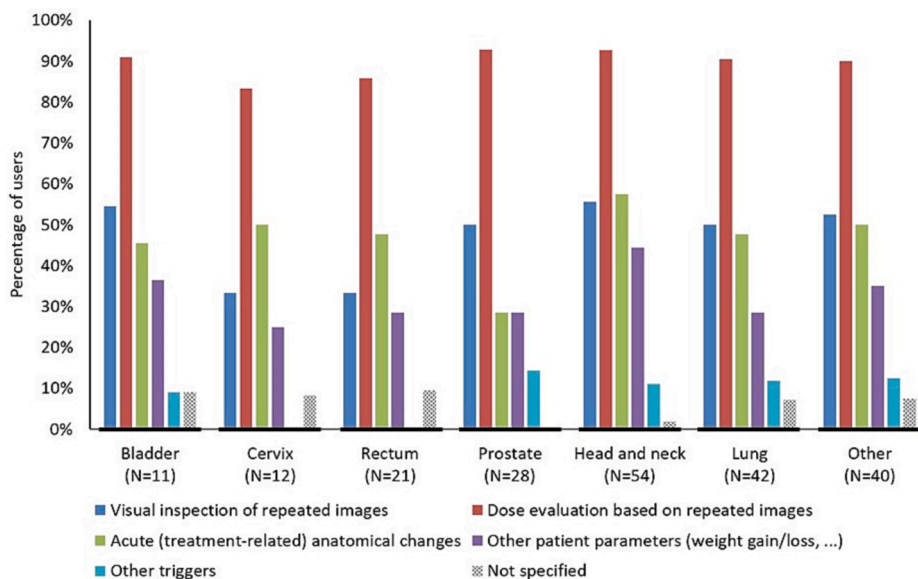 100%
90%
80%
70%
60%
50%
40%
30%
20%
10%
0%
Percentage of users
Bladder Cervix Rectum Prostate Head and neck Lung Other
(N=11) (N=12) (N=21) (N=28) (N=54) (N=42) (N=40)
Visual inspection of repeated images Dose evaluation based on repeated images
Acute (treatment-related) anatomical changes Other patient parameters (weight gain/loss, ...)
Other triggers Not specified